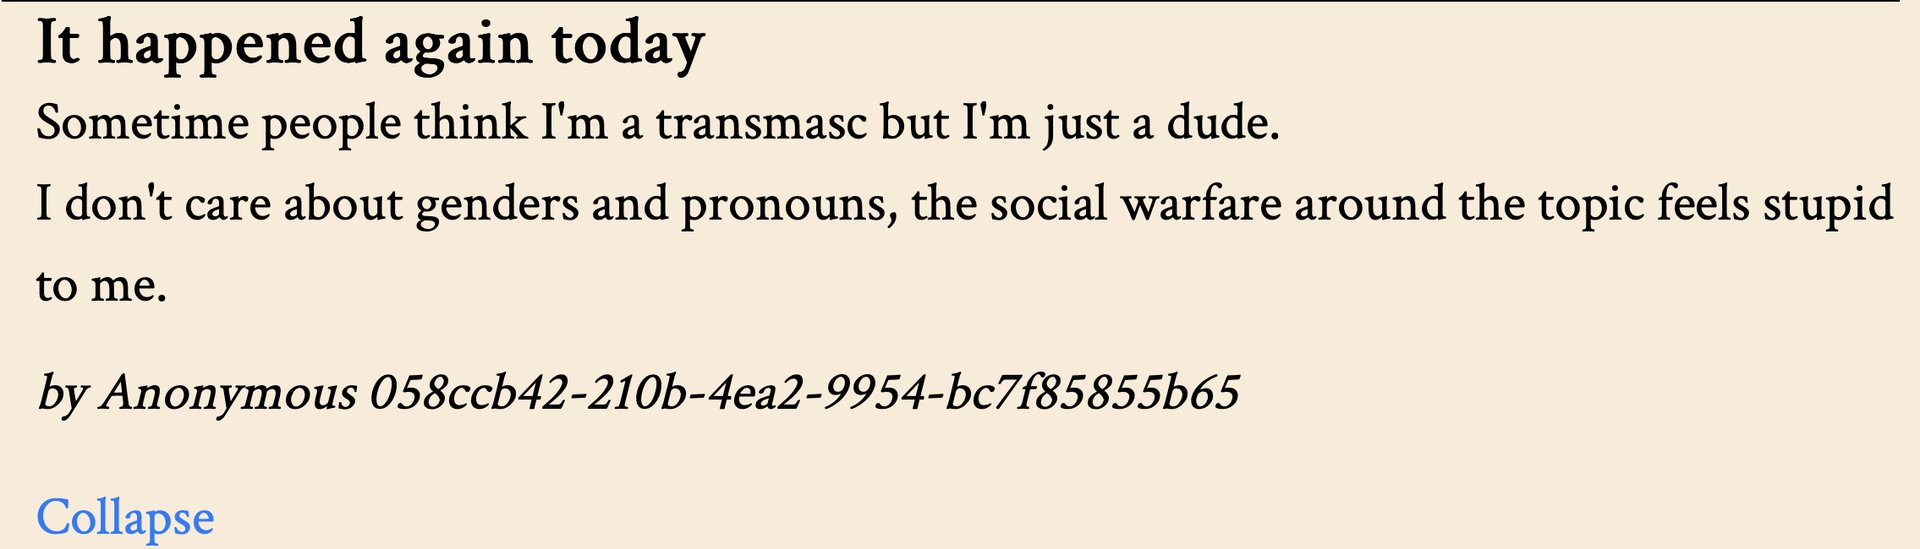 It happened again today
Sometime people think I'm a transmasc but I'm just a dude.
I don't care about genders and pronouns, the social warfare around the topic feels stupid
to me.
by Anonymous 058ccb42-210b-4ea2-9954-bc7f85855b65
Collapse